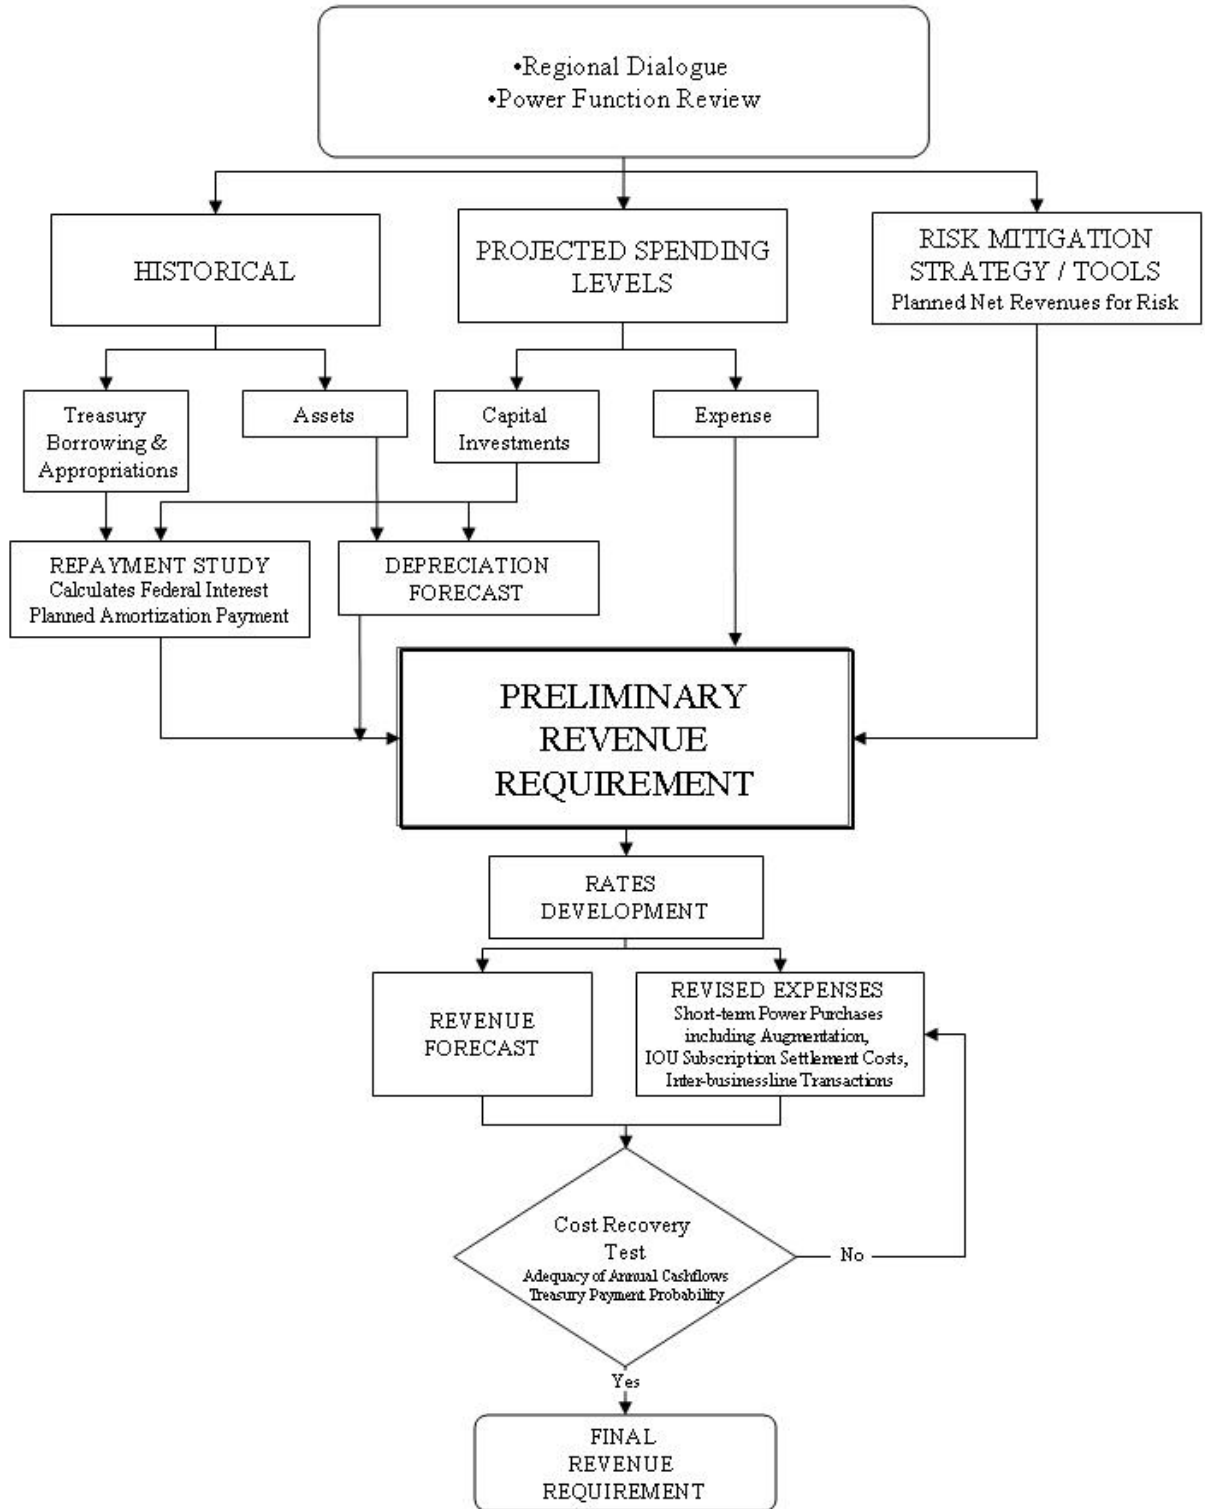 •Regional Dialogue
•Power Function Review
HISTORICAL
PROJECTED SPENDING
LEVELS
RISK MITIGATION
STRATEGY / TOOLS
Planned Net Revenues for Risk
Treasury
Borrowing &
Appropriations
Assets
Capital
Investments
Expense
REPAYMENT STUDY
Calculates Federal Interest
Planned Amortization Payment
DEPRECIATION
FORECAST
PRELIMINARY
REVENUE
REQUIREMENT
RATES
DEVELOPMENT
REVENUE
FORECAST
REVISED EXPENSES
Short-term Power Purchases
including Augmentation,
IOU Subscription Settlement Costs,
Inter-businessline Transactions
Cost Recovery
Test
Adequacy of Annual Cashflows
Treasury Payment Probability
No
Yes
FINAL
REVENUE
REQUIREMENT